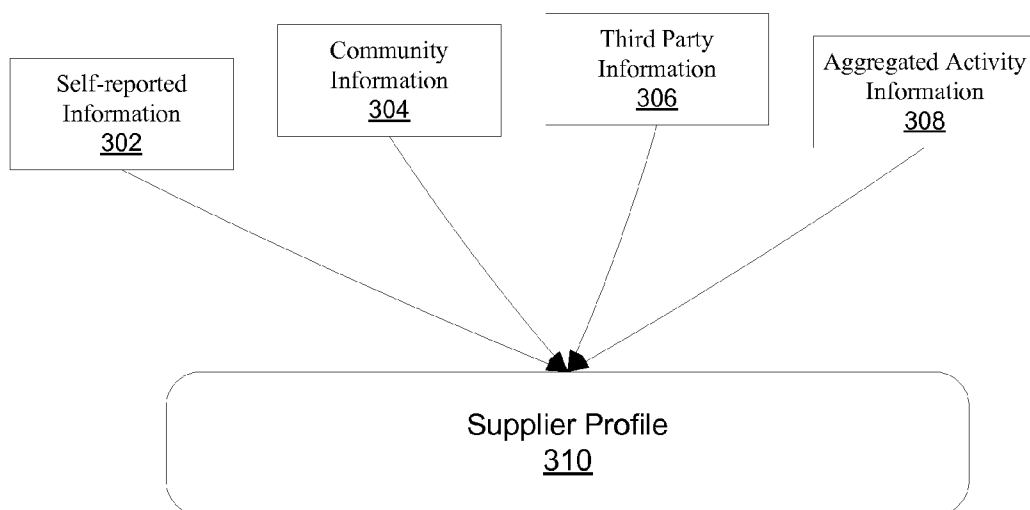 Self-reported
Information
302
Community
Information
304
Third Party
Information
306
Aggregated Activity
Information
308
Supplier Profile
310